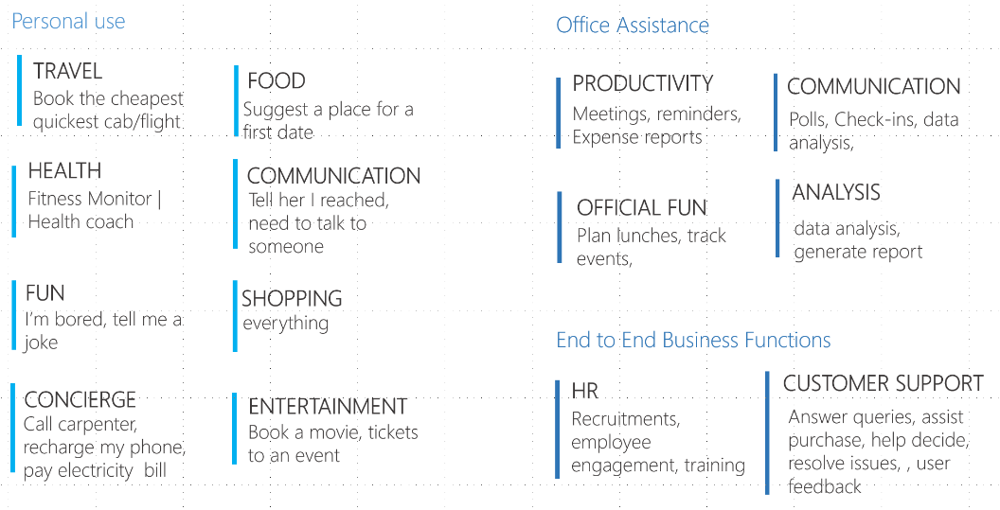 Personal use
TRAVEL
Book the cheapest
quickest cab/flight
FOOD
Suggest a place for a
first date
HEALTH
Fitness Monitor |
Health coach
COMMUNICATION
Tell her I reached,
need to talk to
someone
FUN
I'm bored, tell me a
joke
SHOPPING
everything
CONCIERGE
Call carpenter,
recharge my phone,
pay electricity  bill
ENTERTAINMENT
Book a movie, tickets
to an event
Office Assistance
PRODUCTIVITY
Meetings, reminders,
Expense reports
COMMUNICATION
Polls, Check-ins, data
analysis,
OFFICIAL FUN
Plan lunches, track
events,
ANALYSIS
data analysis,
generate report
End to End Business Functions
HR
Recruitments,
employee
engagement, training
CUSTOMER SUPPORT
Answer queries, assist
purchase, help decide,
resolve issues, , user
feedback